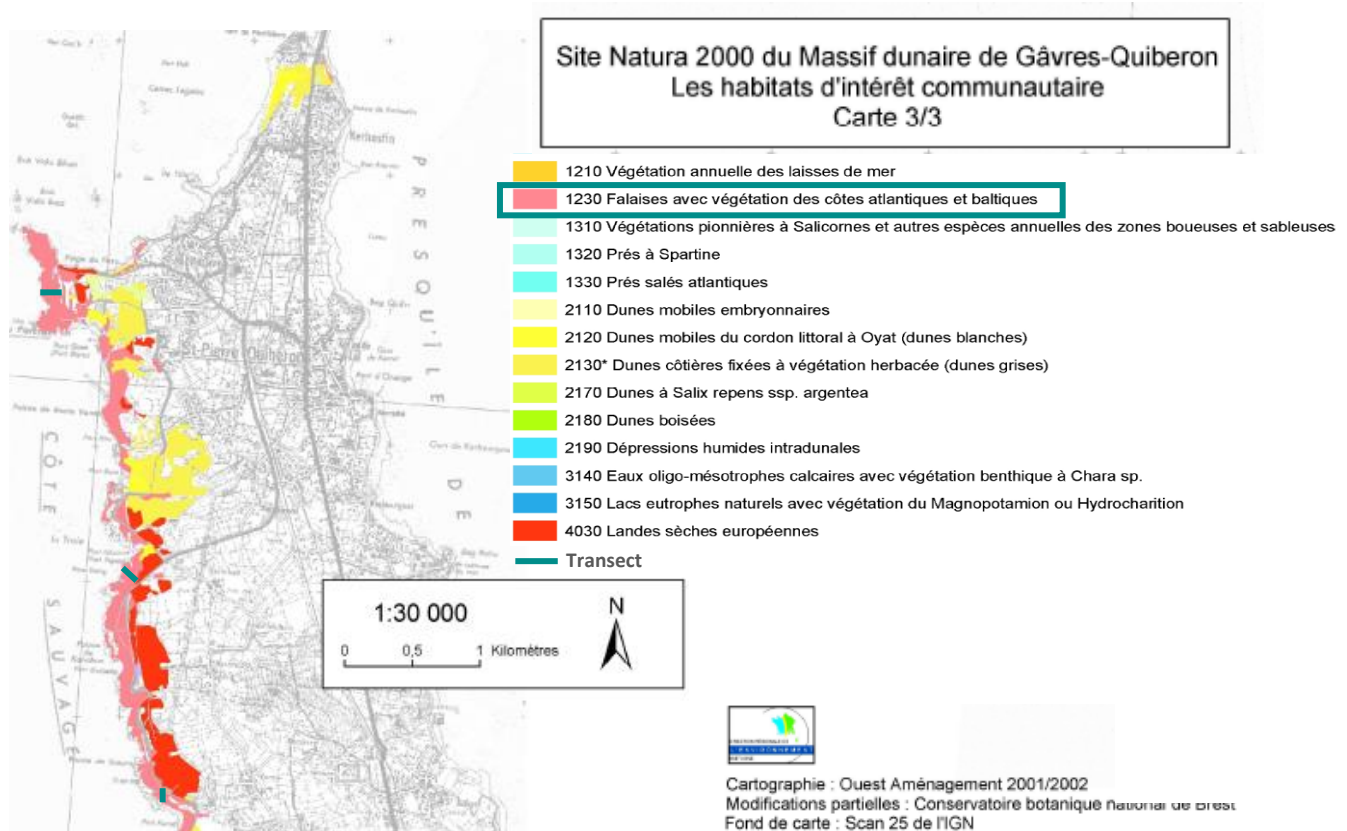 Site Natura 2000 du Massif dunaire de Gâvres-Quiberon
Les habitats d'intérêt communautaire
Carte 3/3
1210 Végétation annuelle des laisses de mer
1230 Falaises avec végétation des côtes atlantiques et baltiques
1310 Végétations pionnières à Salicornes et autres espèces annuelles des zones boueuses et sableuses
1320 Prés à Spartine
1330 Prés salés atlantiques
2110 Dunes mobiles embryonnaires
2120 Dunes mobiles du cordon littoral à Oyat (dunes blanches)
2130* Dunes côtières fixées à végétation herbacée (dunes grises)
2170 Dunes à Salix repens ssp. argentea
2180 Dunes boisées
2190 Dépressions humides intradunales
3140 Eaux oligo-mésotrophes calcaires avec végétation benthique à Chara sp.
3150 Lacs eutrophes naturels avec végétation du Magnopotamion ou Hydrocharition
4030 Landes sèches européennes
Transect
1:30 000
N
0 0,5 1 Kilomètres
PRESQU'ILE
DE
St-Pierre Quiberon
CÔTE
SAUVAGE
L'ENVIRONNEMENT
Cartographie : Ouest Aménagement 2001/2002
Modifications partielles : Conservatoire botanique national de Brest
Fond de carte : Scan 25 de l'IGN